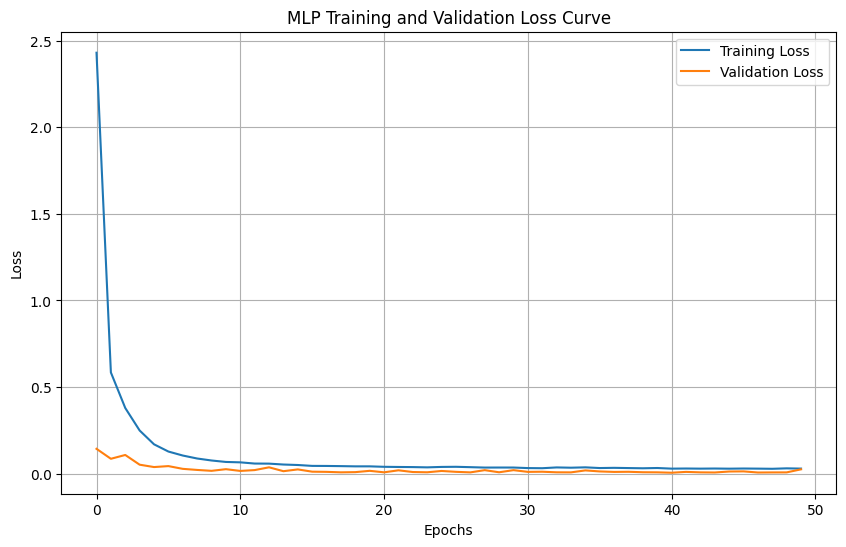 MLP Training and Validation Loss Curve
Training Loss
Validation Loss
2.5
2.0
1.5
1.0
0.5
0.0
Loss
0 10 20 30 40 50
Epochs